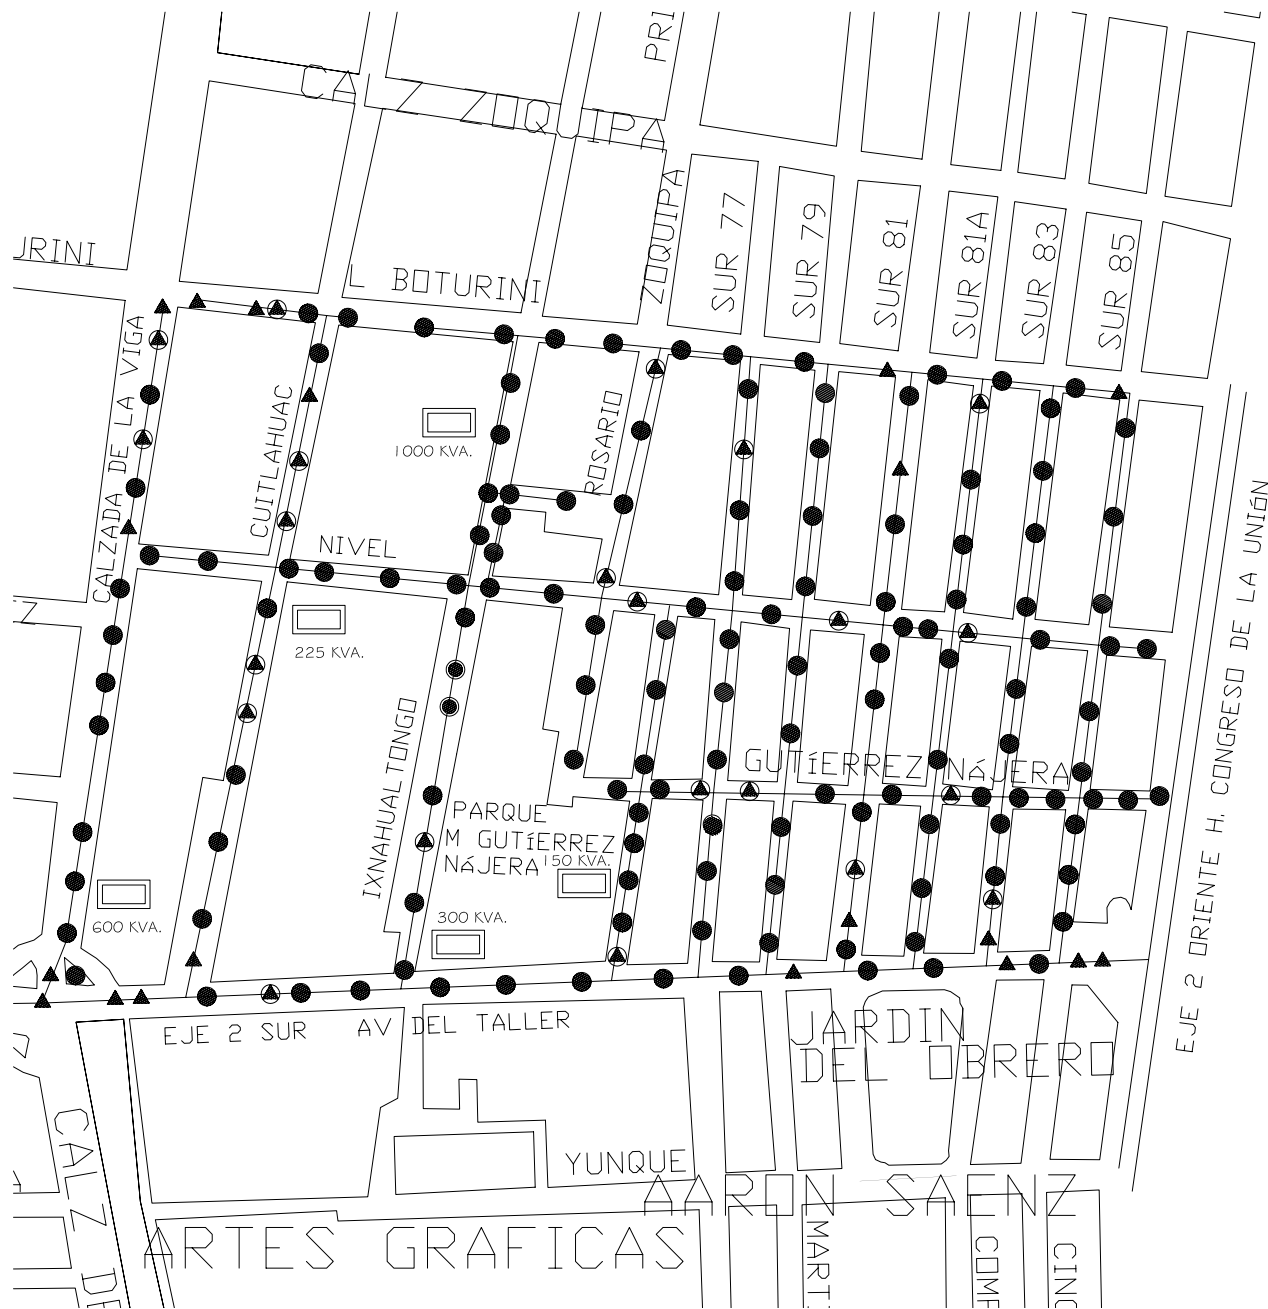 CALZ ZOQUIPA
ZOQUIPA
SUR 77
SUR 79
SUR 81
SUR 81A
SUR 83
SUR 85
L BOTURINI
CALZADA DE LA VIGA
CUITLAHUAC
1000 KVA.
ROSARIO
NIVEL
225 KVA.
IXNAHUALTONGO
GUTíERREZ NáJERA
PARQUE
M GUTíERREZ
NáJERA
150 KVA.
300 KVA.
600 KVA.
EJE 2 ORIENTE H. CONGRESO DE LA UNIóN
EJE 2 SUR AV DEL TALLER
JARDIN
DEL OBRERO
YUNQUE
AARON SAENZ
ARTES GRAFICAS
CALZ DE